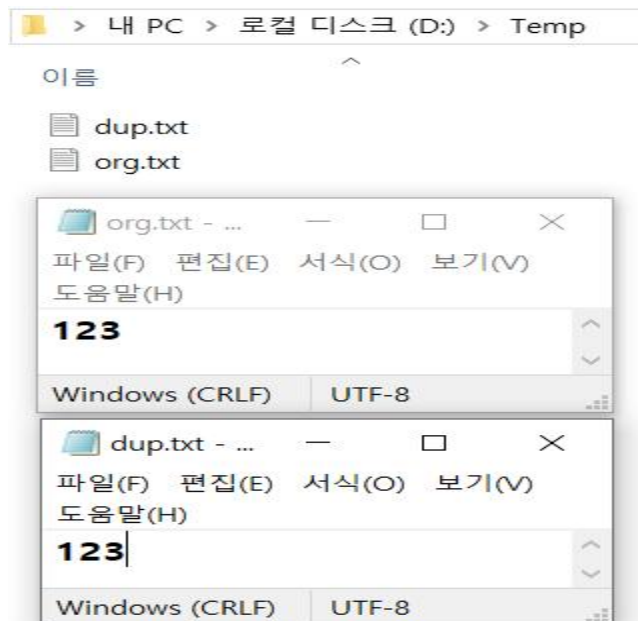 > 내 PC > 로컬 디스크 (D:) > Temp
이름
dup.txt
org.txt
org.txt - ...
파일(F) 편집(E) 서식(O) 보기(V)
도움말(H)
123
Windows (CRLF) UTF-8
dup.txt - ...
파일(F) 편집(E) 서식(O) 보기(V)
도움말(H)
123
Windows (CRLF) UTF-8